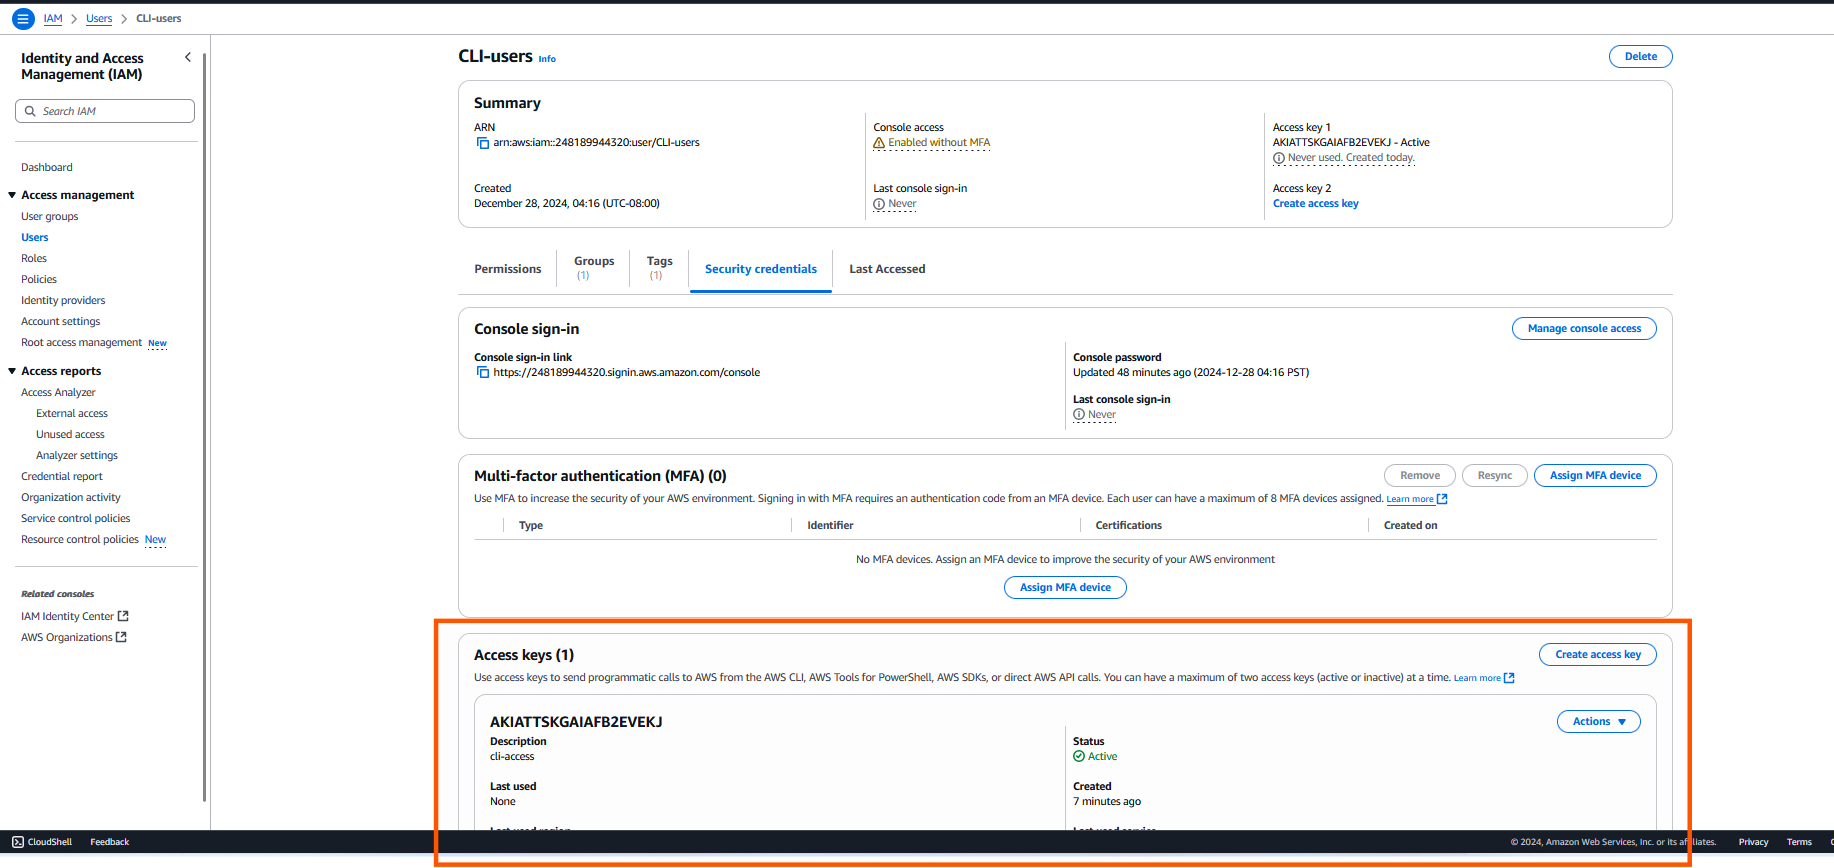 IAM > Users > CLI-users
Identity and Access
Management (IAM)
Search IAM
Dashboard
Access management
User groups
Users
Roles
Policies
Identity providers
Account settings
Root access management New
Access reports
Access Analyzer
External access
Unused access
Analyzer settings
Credential report
Organization activity
Service control policies
Resource control policies New
Related consoles
IAM Identity Center
AWS Organizations
CLI-users Info
Delete
Summary
ARN
arn:aws:iam::248189944320:user/CLI-users
Console access
Enabled without MFA
Access key 1
AKIATTSKGAIAFB2EVEKJ - Active
Never used. Created today.
Created
December 28, 2024, 04:16 (UTC-08:00)
Last console sign-in
Never
Access key 2
Create access key
Permissions
Groups
(1)
Tags
(1)
Security credentials
Last Accessed
Console sign-in
Manage console access
Console sign-in link
https://248189944320.signin.aws.amazon.com/console
Console password
Updated 48 minutes ago (2024-12-28 04:16 PST)
Last console sign-in
Never
Multi-factor authentication (MFA) (0)
Remove
Resync
Assign MFA device
Use MFA to increase the security of your AWS environment. Signing in with MFA requires an authentication code from an MFA device. Each user can have a maximum of 8 MFA devices assigned. Learn more
Type
Identifier
Certifications
Created on
No MFA devices. Assign an MFA device to improve the security of your AWS environment
Assign MFA device
Access keys (1)
Create access key
Use access keys to send programmatic calls to AWS from the AWS CLI, AWS Tools for PowerShell, AWS SDKs, or direct AWS API calls. You can have a maximum of two access keys (active or inactive) at a time. Learn more
AKIATTSKGAIAFB2EVEKJ
Actions
Description
cli-access
Status
Active
Last used
None
Created
7 minutes ago
Last used region
Last used service
CloudShell
Feedback
© 2024, Amazon Web Services, Inc. or its affiliates.
Privacy
Terms